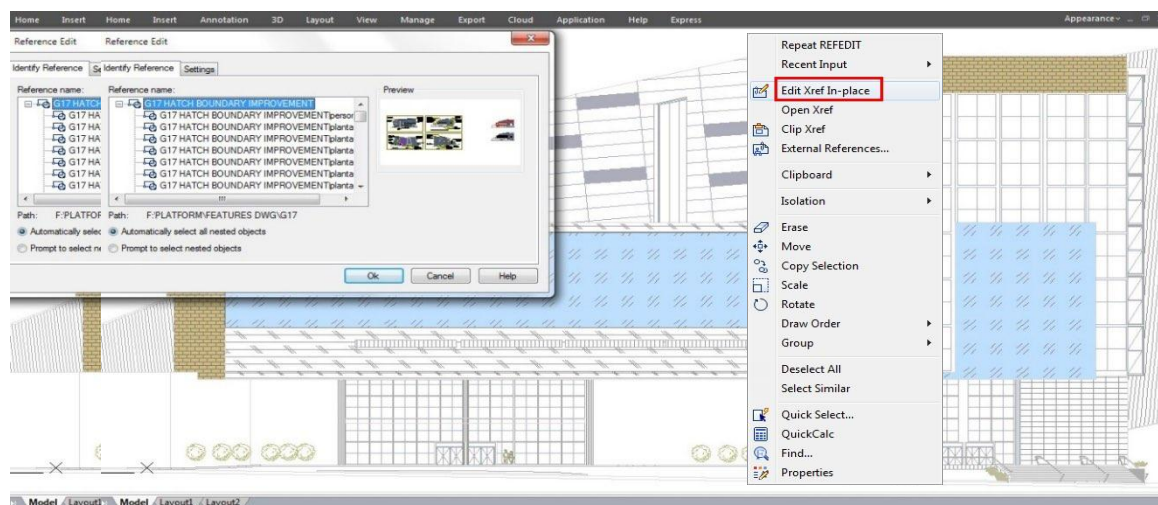 Home Insert Home Insert Annotation 3D Layout View Manage Export Cloud Application Help Express Appearance
Reference Edit Reference Edit
Identify Reference Se Identify Reference Settings
Reference name: Reference name: Preview
G17 HATCH G17 HATCH BOUNDARY IMPROVEMENT
G17 HA G17 HATCH BOUNDARY IMPROVEMENT|person
G17 HA G17 HATCH BOUNDARY IMPROVEMENT|planta
G17 HA G17 HATCH BOUNDARY IMPROVEMENT|planta
G17 HA G17 HATCH BOUNDARY IMPROVEMENT|planta
G17 HA G17 HATCH BOUNDARY IMPROVEMENT|planta
G17 HA G17 HATCH BOUNDARY IMPROVEMENT|planta
G17 HA G17 HATCH BOUNDARY IMPROVEMENT|planta
Path: F:\PLATFOR Path: F:\PLATFORM\FEATURES DWG\G17
Automatically selec Automatically select all nested objects
Prompt to select ne Prompt to select nested objects
Ok Cancel Help
Repeat REFEDIT
Recent Input
Edit Xref In-place
Open Xref
Clip Xref
External References...
Clipboard
Isolation
Erase
Move
Copy Selection
Scale
Rotate
Draw Order
Group
Deselect All
Select Similar
Quick Select...
QuickCalc
Find...
Properties
Model Layout1 Model Layout1 Layout2